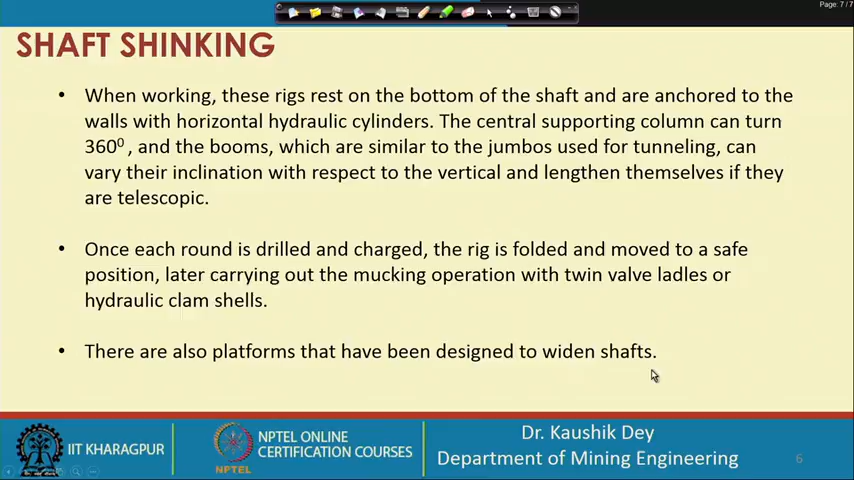 Page: 7 / 7
SHAFT SHINKING
• When working, these rigs rest on the bottom of the shaft and are anchored to the
walls with horizontal hydraulic cylinders. The central supporting column can turn
360⁰ , and the booms, which are similar to the jumbos used for tunneling, can
vary their inclination with respect to the vertical and lengthen themselves if they
are telescopic.
• Once each round is drilled and charged, the rig is folded and moved to a safe
position, later carrying out the mucking operation with twin valve ladles or
hydraulic clam shells.
• There are also platforms that have been designed to widen shafts.
IIT KHARAGPUR
NPTEL
NPTEL ONLINE
CERTIFICATION COURSES
Dr. Kaushik Dey
Department of Mining Engineering
6